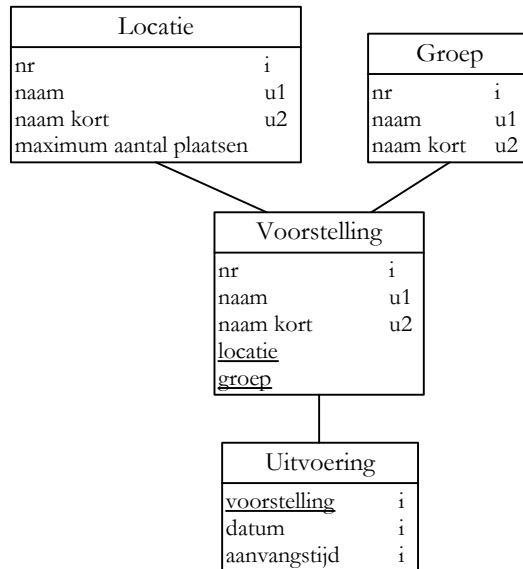 Locatie
nr i
naam u1
naam kort u2
maximum aantal plaatsen
Groep
nr i
naam u1
naam kort u2
Voorstelling
nr i
naam u1
naam kort u2
locatie
groep
Uitvoering
voorstelling i
datum i
aanvangstijd i